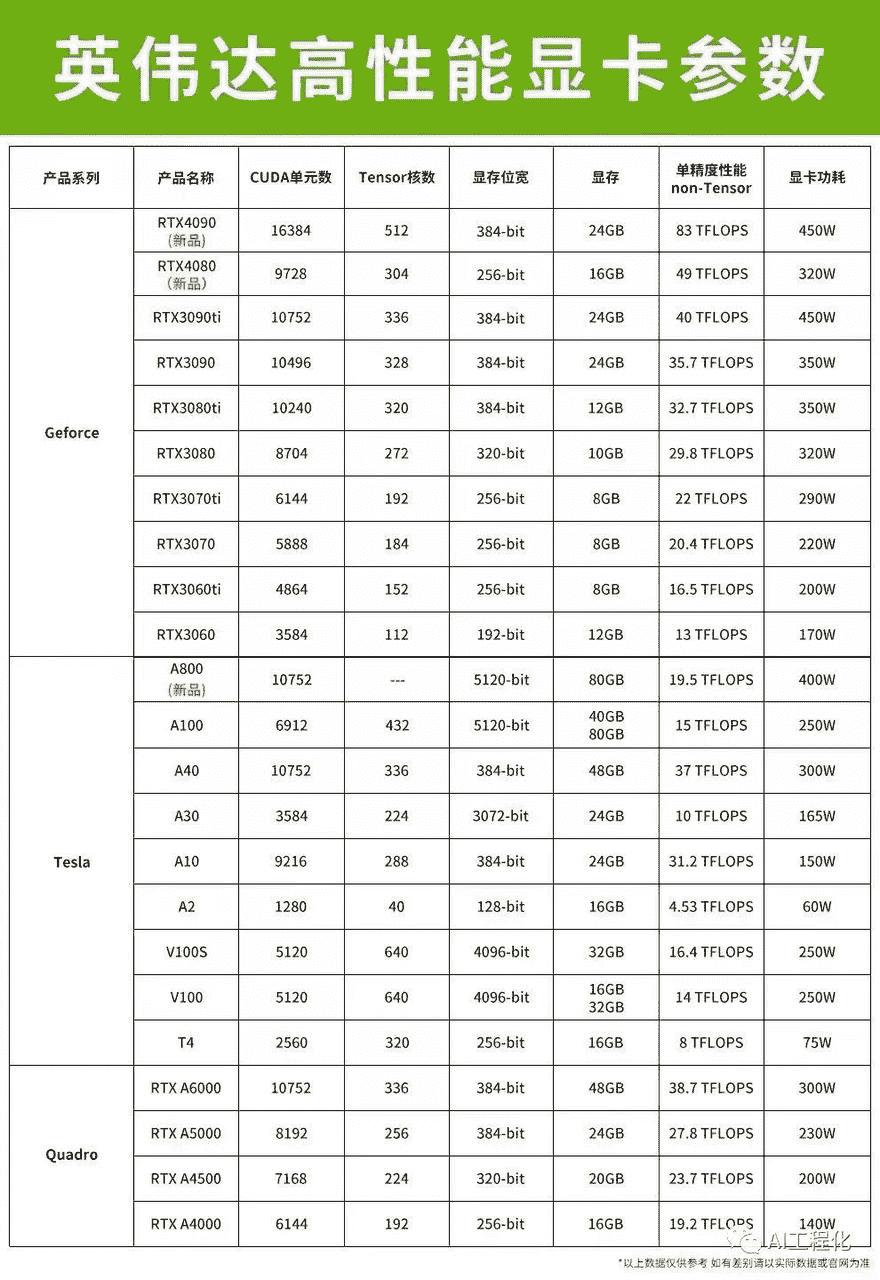 英伟达高性能显卡参数
产品系列 产品名称 CUDA单元数 Tensor核数 显存位宽 显存 单精度性能 non-Tensor 显卡功耗
Geforce
RTX4090 (新品) 16384 512 384-bit 24GB 83 TFLOPS 450W
RTX4080 (新品) 9728 304 256-bit 16GB 49 TFLOPS 320W
RTX3090ti 10752 336 384-bit 24GB 40 TFLOPS 450W
RTX3090 10496 328 384-bit 24GB 35.7 TFLOPS 350W
RTX3080ti 10240 320 384-bit 12GB 32.7 TFLOPS 350W
RTX3080 8704 272 320-bit 10GB 29.8 TFLOPS 320W
RTX3070ti 6144 192 256-bit 8GB 22 TFLOPS 290W
RTX3070 5888 184 256-bit 8GB 20.4 TFLOPS 220W
RTX3060ti 4864 152 256-bit 8GB 16.5 TFLOPS 200W
RTX3060 3584 112 192-bit 12GB 13 TFLOPS 170W
Tesla
A800 (新品) 10752 --- 5120-bit 80GB 19.5 TFLOPS 400W
A100 6912 432 5120-bit 40GB 80GB 15 TFLOPS 250W
A40 10752 336 384-bit 48GB 37 TFLOPS 300W
A30 3584 224 3072-bit 24GB 10 TFLOPS 165W
A10 9216 288 384-bit 24GB 31.2 TFLOPS 150W
A2 1280 40 128-bit 16GB 4.53 TFLOPS 60W
V100S 5120 640 4096-bit 32GB 16.4 TFLOPS 250W
V100 5120 640 4096-bit 16GB 32GB 14 TFLOPS 250W
T4 2560 320 256-bit 16GB 8 TFLOPS 75W
Quadro
RTX A6000 10752 336 384-bit 48GB 38.7 TFLOPS 300W
RTX A5000 8192 256 384-bit 24GB 27.8 TFLOPS 230W
RTX A4500 7168 224 320-bit 20GB 23.7 TFLOPS 200W
RTX A4000 6144 192 256-bit 16GB 19.2 TFLOPS 140W
AI工程化
*以上数据仅供参考 如有差别请以实际数据或官网为准